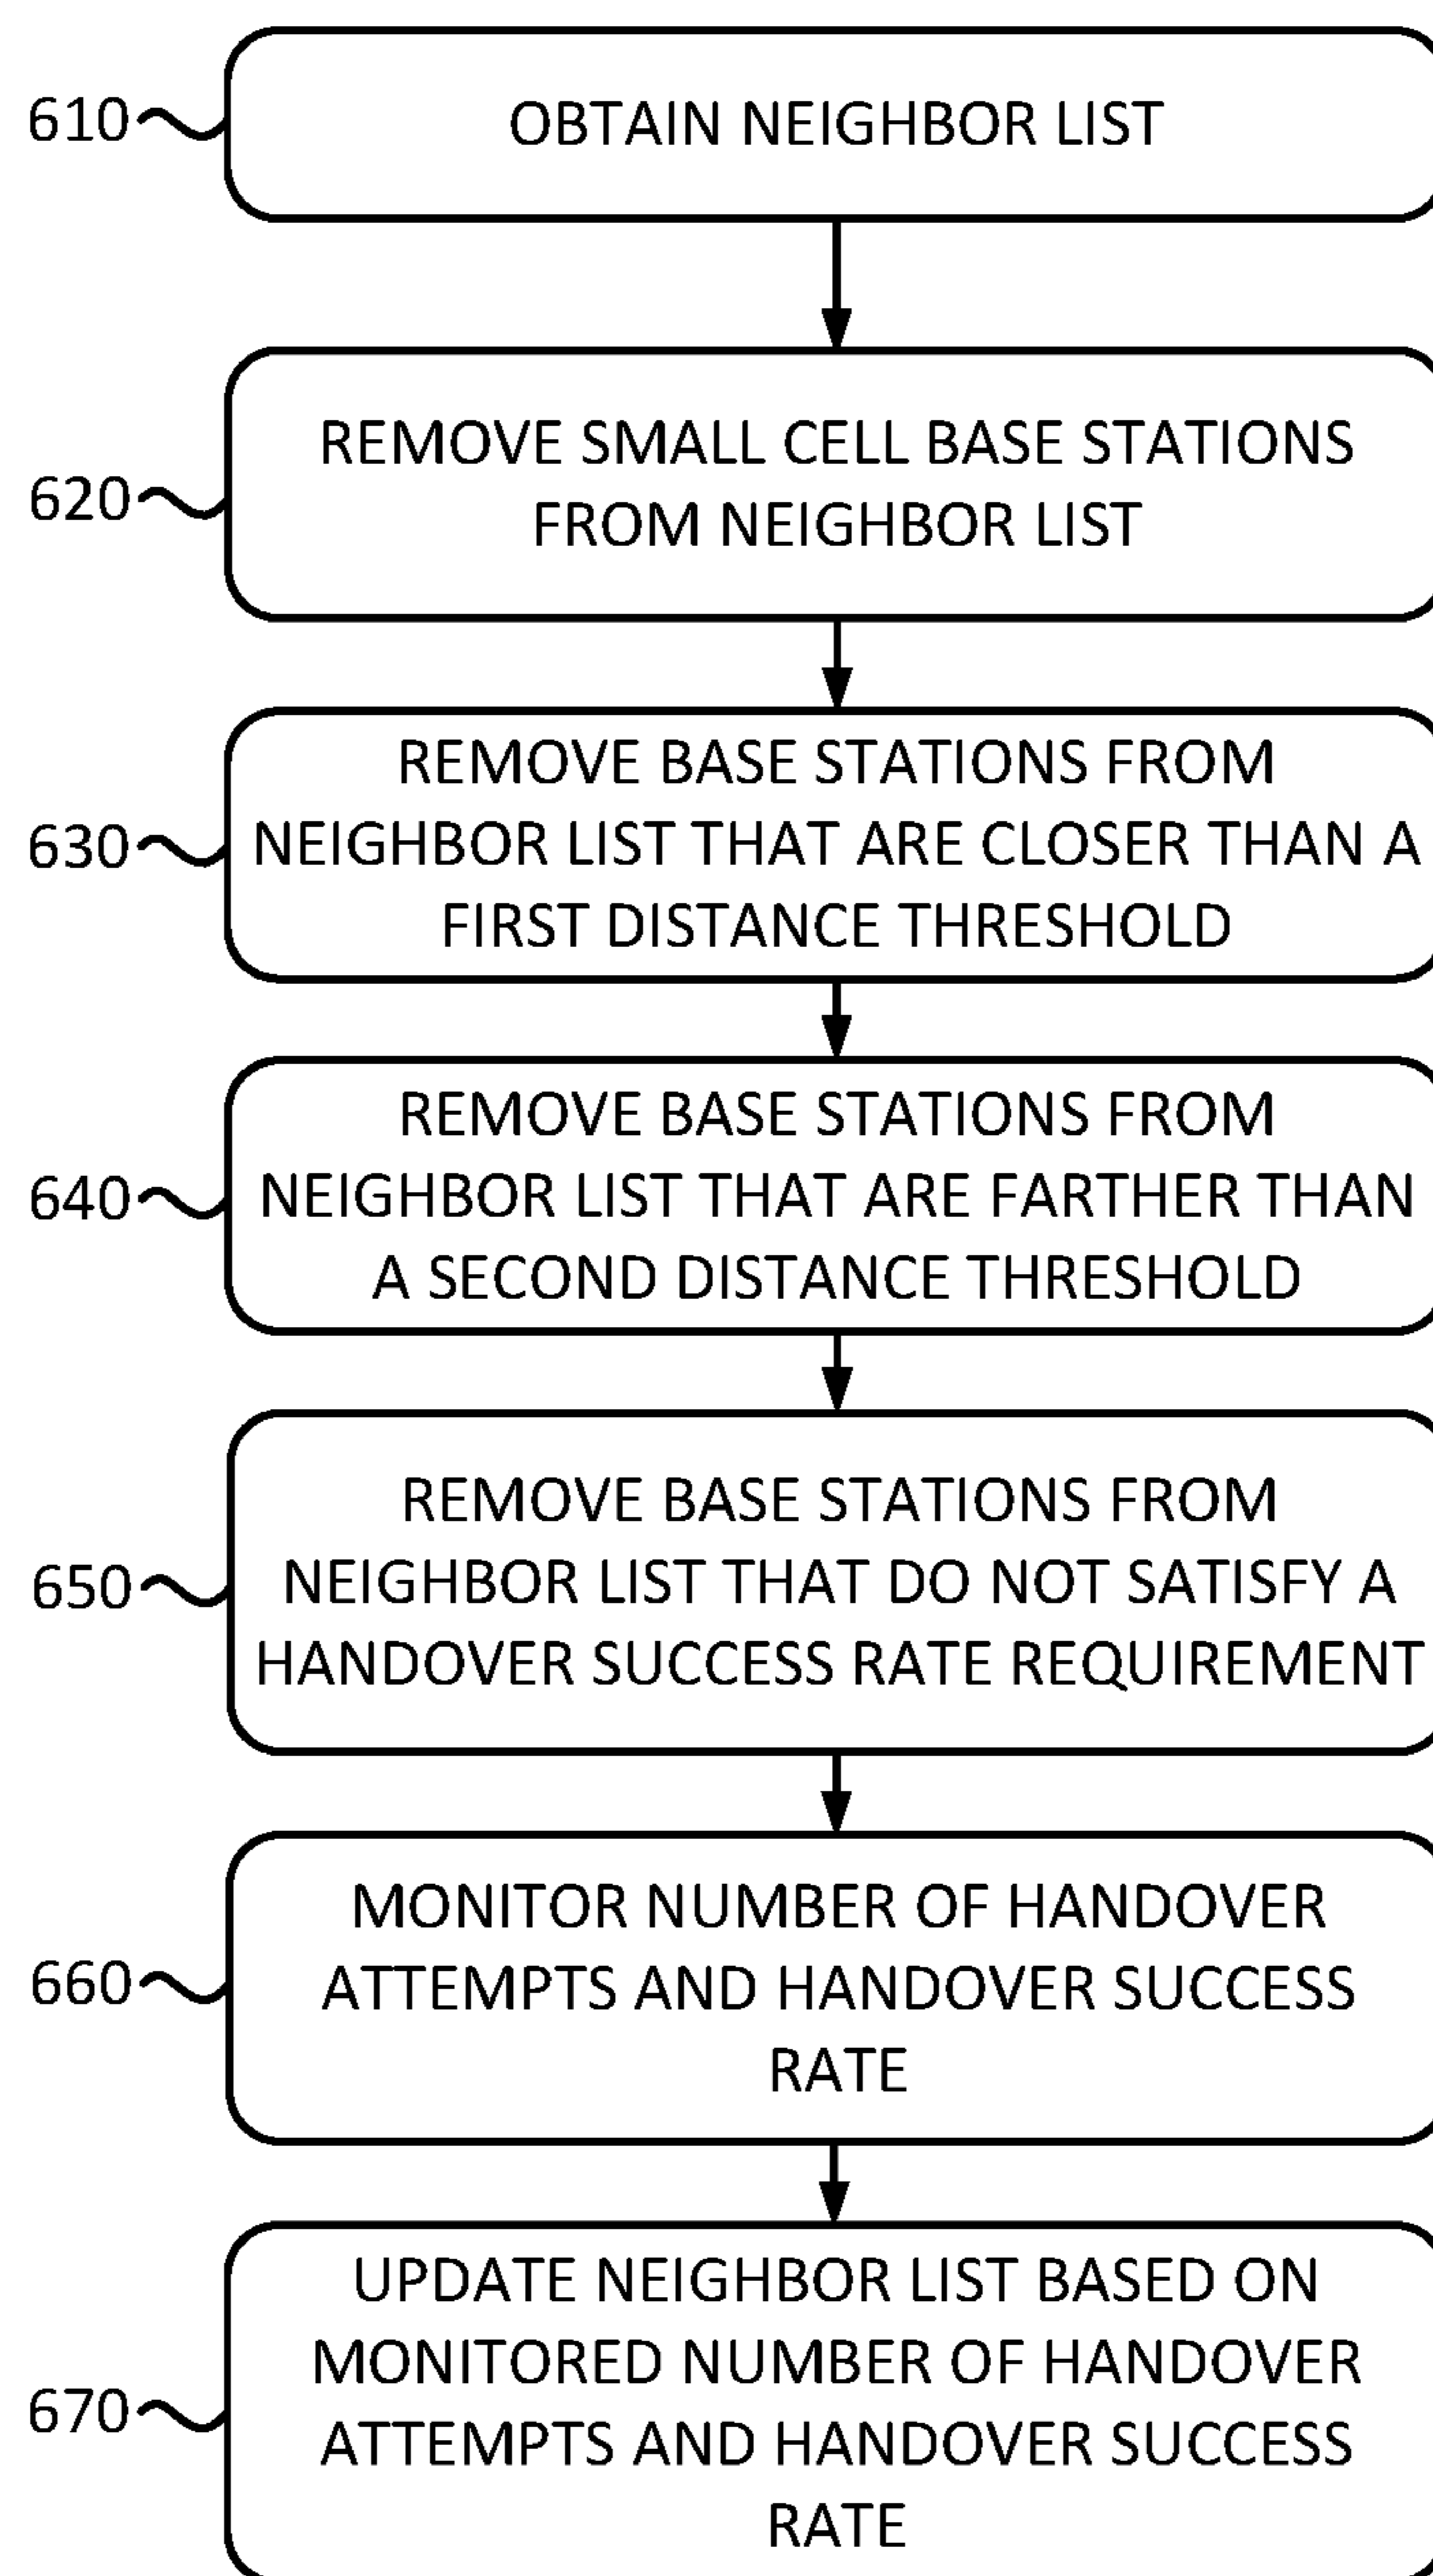 610
OBTAIN NEIGHBOR LIST
620
REMOVE SMALL CELL BASE STATIONS
FROM NEIGHBOR LIST
630
REMOVE BASE STATIONS FROM
NEIGHBOR LIST THAT ARE CLOSER THAN A
FIRST DISTANCE THRESHOLD
640
REMOVE BASE STATIONS FROM
NEIGHBOR LIST THAT ARE FARTHER THAN
A SECOND DISTANCE THRESHOLD
650
REMOVE BASE STATIONS FROM
NEIGHBOR LIST THAT DO NOT SATISFY A
HANDOVER SUCCESS RATE REQUIREMENT
660
MONITOR NUMBER OF HANDOVER
ATTEMPTS AND HANDOVER SUCCESS
RATE
670
UPDATE NEIGHBOR LIST BASED ON
MONITORED NUMBER OF HANDOVER
ATTEMPTS AND HANDOVER SUCCESS
RATE